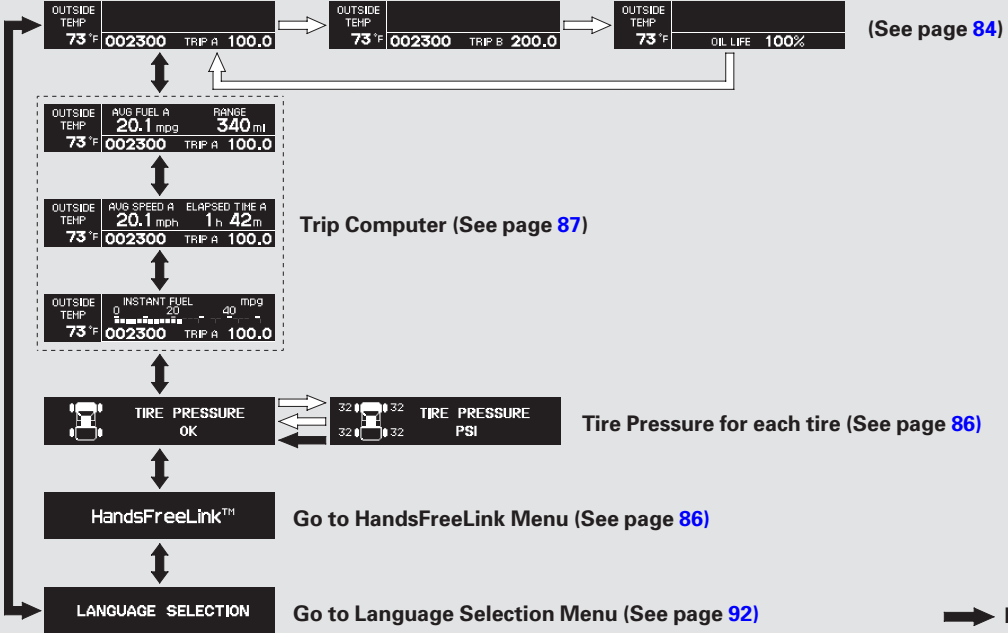 OUTSIDE TEMP 73°F 002300 TRIP A 100.0
OUTSIDE TEMP 73°F 002300 TRIP B 200.0
OUTSIDE TEMP 73°F OIL LIFE 100%
(See page 84)
OUTSIDE TEMP 73°F AVG FUEL A 20.1 mpg RANGE 340 mi 002300 TRIP A 100.0
OUTSIDE TEMP 73°F AVG SPEED A 20.1 mph ELAPSED TIME A 1h 42m 002300 TRIP A 100.0
Trip Computer (See page 87)
OUTSIDE TEMP 73°F INSTANT FUEL mpg 0 20 40 002300 TRIP A 100.0
TIRE PRESSURE
OK
32 32 TIRE PRESSURE
32 32 PSI
Tire Pressure for each tire (See page 86)
HandsFreeLink™
Go to HandsFreeLink Menu (See page 86)
LANGUAGE SELECTION
Go to Language Selection Menu (See page 92)